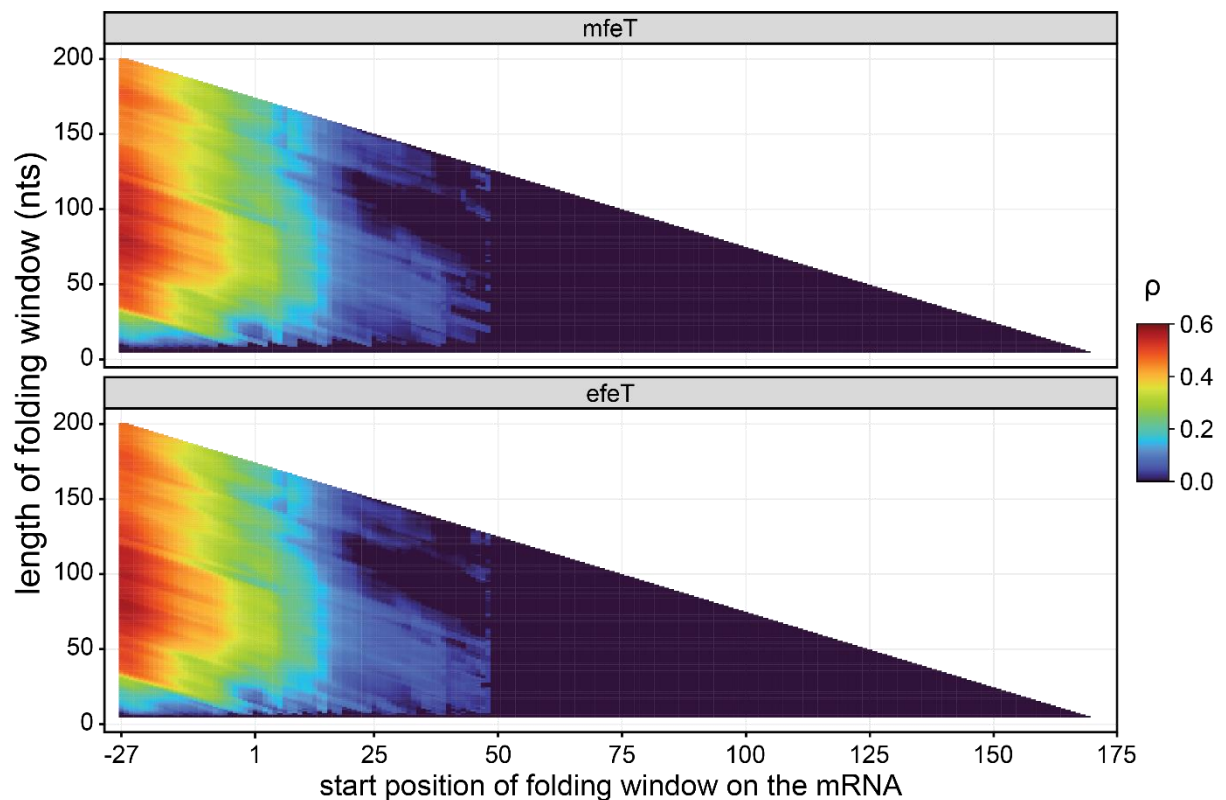 mfeT
200
150
100
50
0
efeT
200
150
100
50
0
length of folding window (nts)
-27 1 25 50 75 100 125 150 175
start position of folding window on the mRNA
ρ
0.6
0.4
0.2
0.0